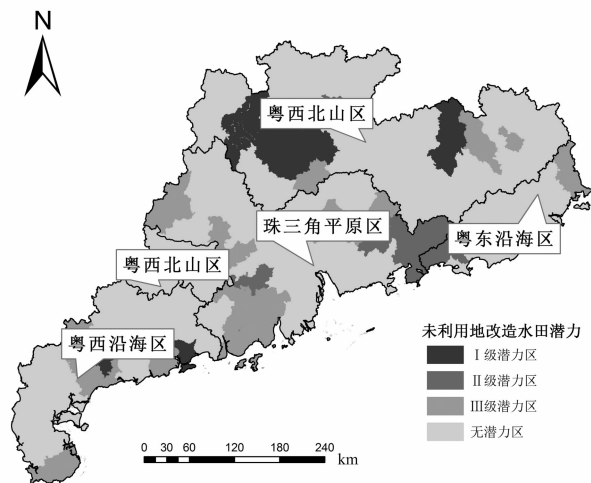 N
粤西北山区
珠三角平原区
粤东沿海区
粤西北山区
粤西沿海区
未利用地改造水田潜力
Ⅰ级潜力区
Ⅱ级潜力区
Ⅲ级潜力区
无潜力区
0 15 30 60 120 180 240
km